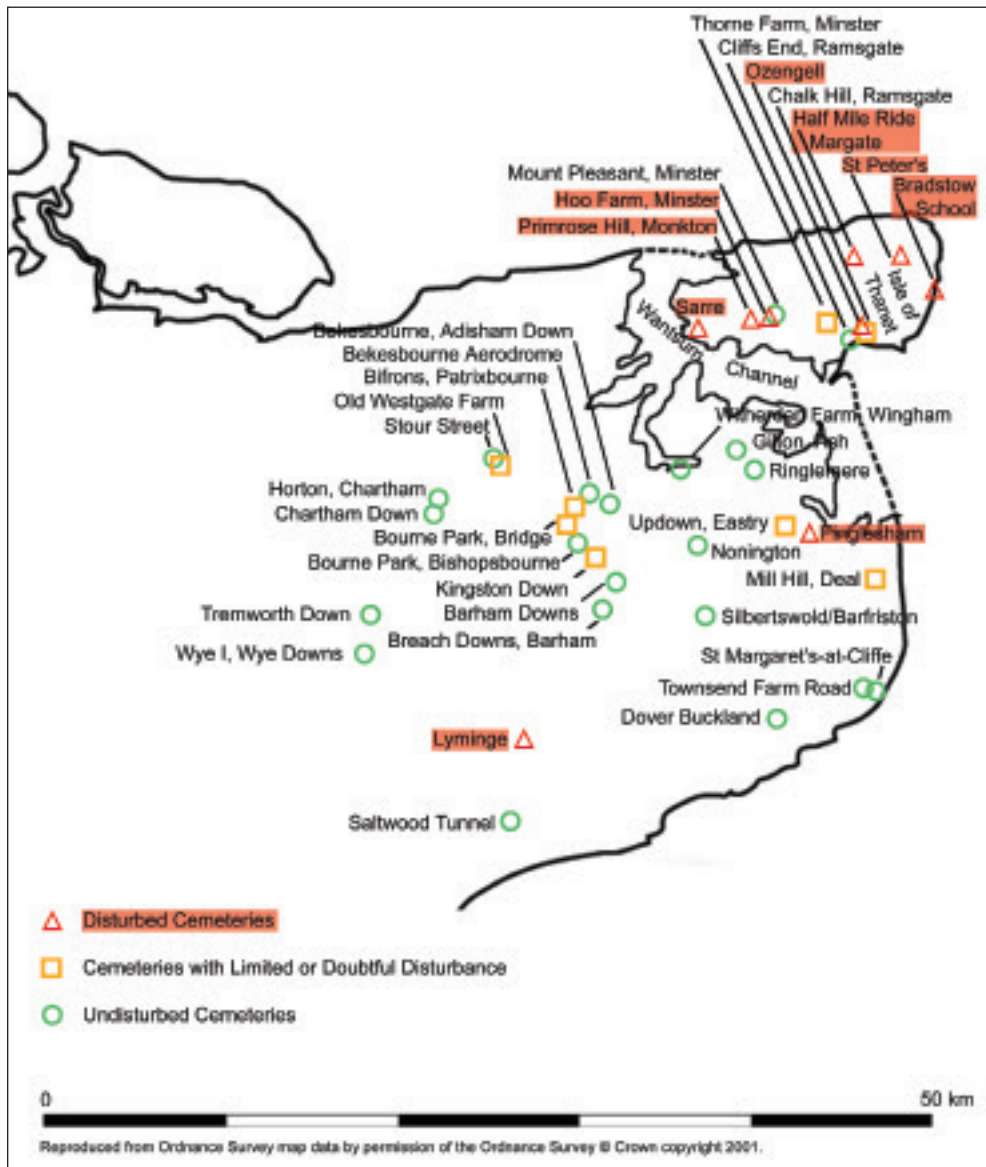 Thorne Farm, Minster
Cliffs End, Ramsgate
Ozengell
Chalk Hill, Ramsgate
Half Mile Ride
Margate
St Peter's
Bradstow
School
Mount Pleasant, Minster
Hoo Farm, Minster
Primrose Hill, Monkton
Isle of
Thanet
Sarre
Wantsum
Channel
Bekesbourne, Adisham Down
Bekesbourne Aerodrome
Bifrons, Patrixbourne
Old Westgate Farm
Stour Street
Witherden Farm, Wingham
Gilton, Ash
Ringlemere
Horton, Chartham
Chartham Down
Updown, Eastry
Finglesham
Bourne Park, Bridge
Nonington
Bourne Park, Bishopsbourne
Mill Hill, Deal
Kingston Down
Tremworth Down
Barham Downs
Silbertswold/Barfriston
Breach Downs, Barham
Wye I, Wye Downs
St Margaret's-at-Cliffe
Townsend Farm Road
Dover Buckland
Lyminge
Saltwood Tunnel
Disturbed Cemeteries
Cemeteries with Limited or Doubtful Disturbance
Undisturbed Cemeteries
0 50 km
Reproduced from Ordnance Survey map data by permission of the Ordnance Survey © Crown copyright 2001.